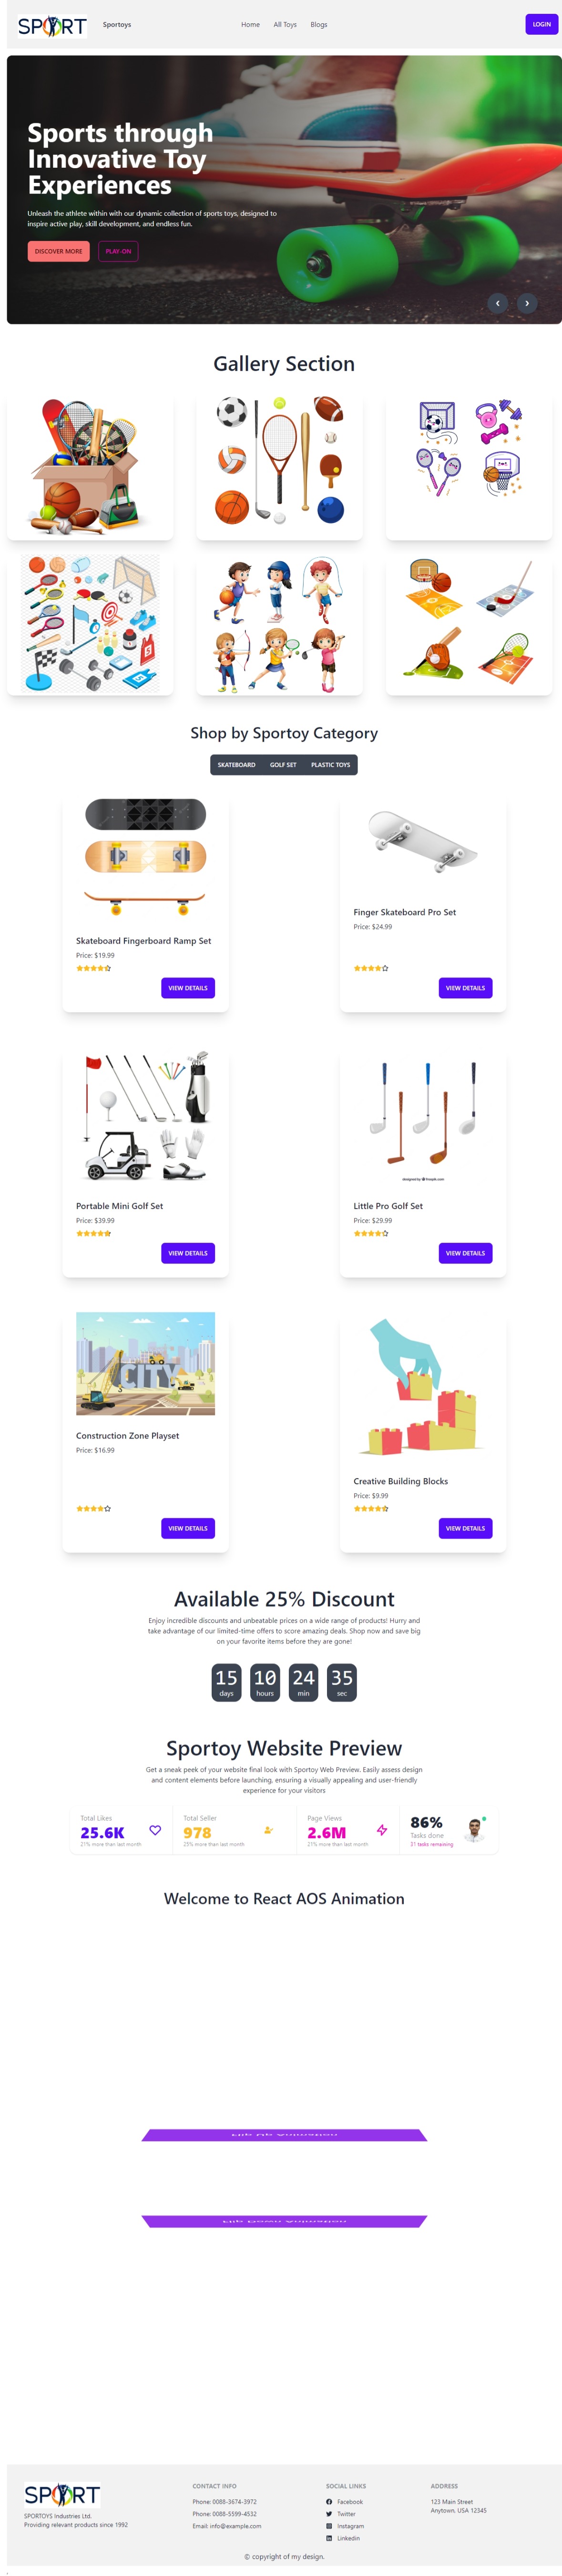 SPORT
Sportoys
Home
All Toys
Blogs
LOGIN
Sports through
Innovative Toy
Experiences
Unleash the athlete within with our dynamic collection of sports toys, designed to
inspire active play, skill development, and endless fun.
DISCOVER MORE
PLAY-ON
❮
❯
Gallery Section
Shop by Sportoy Category
SKATEBOARD
GOLF SET
PLASTIC TOYS
Skateboard Fingerboard Ramp Set
Price: $19.99
VIEW DETAILS
Finger Skateboard Pro Set
Price: $24.99
VIEW DETAILS
Portable Mini Golf Set
Price: $39.99
VIEW DETAILS
designed by freepik.com
Little Pro Golf Set
Price: $29.99
VIEW DETAILS
CITY
Construction Zone Playset
Price: $16.99
VIEW DETAILS
Creative Building Blocks
Price: $9.99
VIEW DETAILS
Available 25% Discount
Enjoy incredible discounts and unbeatable prices on a wide range of products! Hurry and
take advantage of our limited-time offers to score amazing deals. Shop now and save big
on your favorite items before they are gone!
15
days
10
hours
24
min
35
sec
Sportoy Website Preview
Get a sneak peek of your website final look with Sportoy Web Preview. Easily assess design
and content elements before launching, ensuring a visually appealing and user-friendly
experience for your visitors
Total Likes
25.6K
21% more than last month
Total Seller
978
25% more than last month
Page Views
2.6M
21% more than last month
86%
Tasks done
31 tasks remaining
Welcome to React AOS Animation
SPORT
SPORTOYS Industries Ltd.
Providing relevant products since 1992
CONTACT INFO
Phone: 0088-3674-3972
Phone: 0088-5599-4532
Email: info@example.com
SOCIAL LINKS
Facebook
Twitter
Instagram
Linkedin
ADDRESS
123 Main Street
Anytown, USA 12345
© copyright of my design.